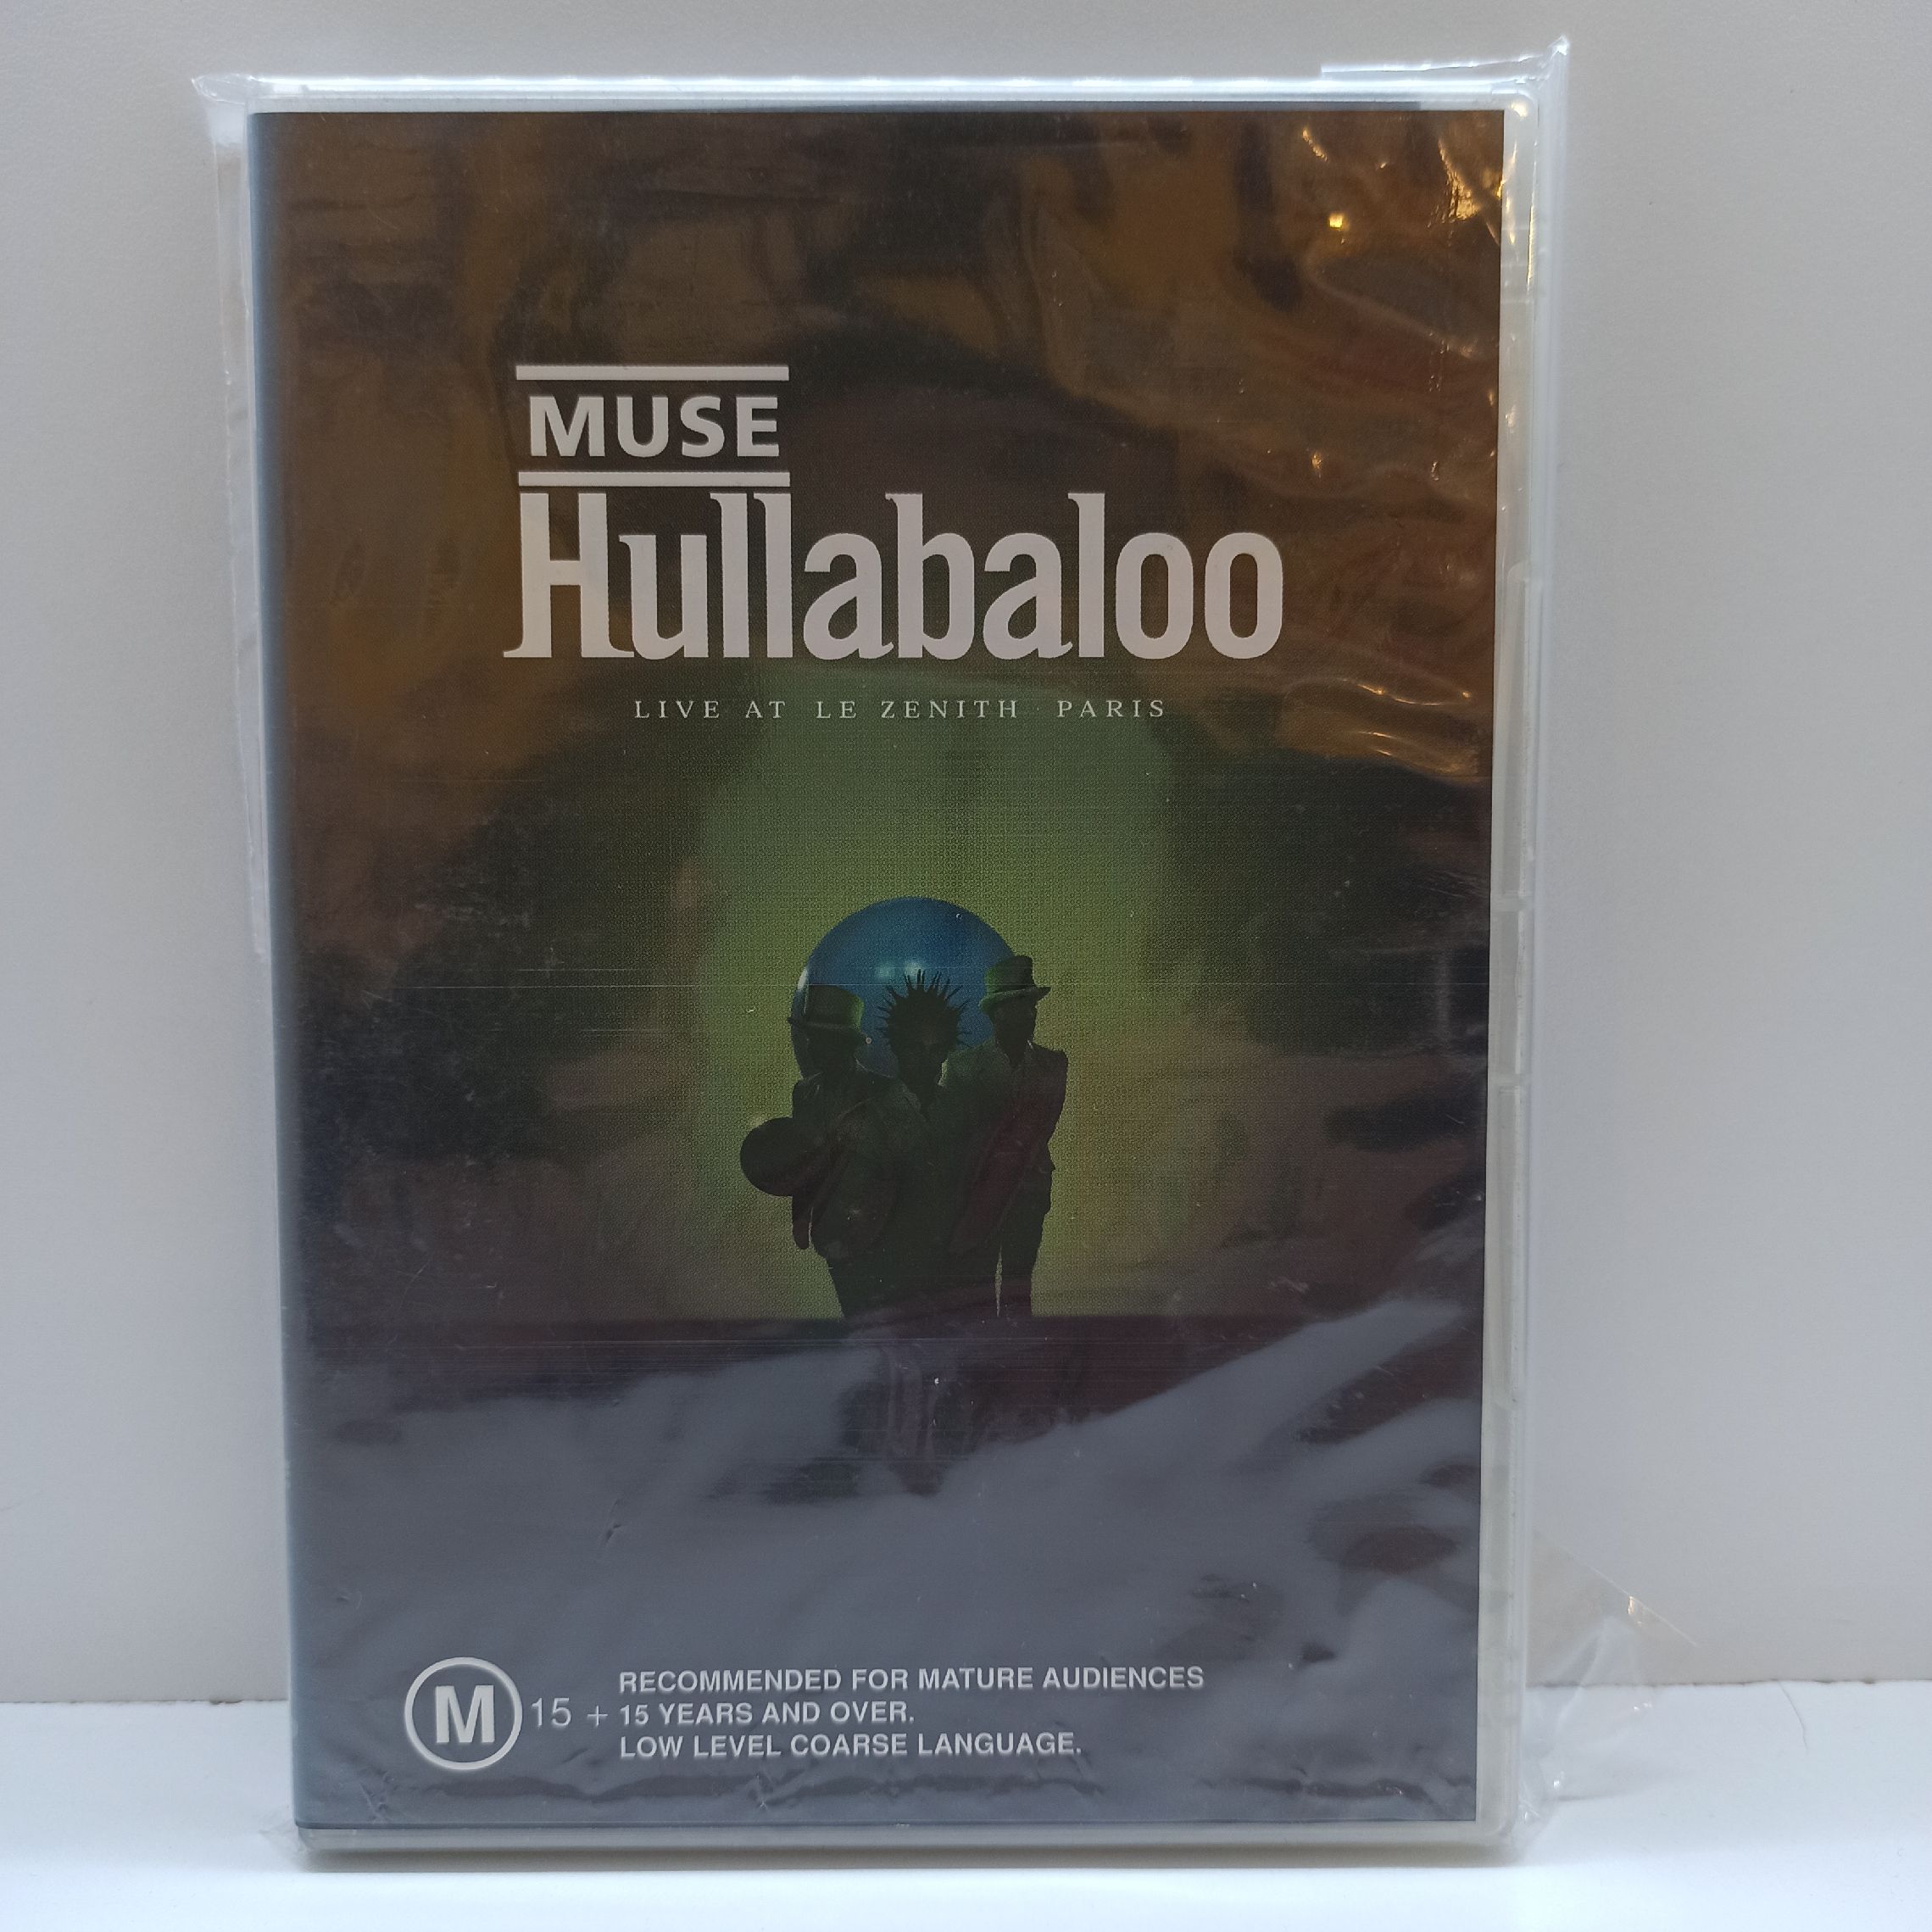 MUSE
Hullabaloo
LIVE AT LE ZENITH · PARIS
RECOMMENDED FOR MATURE AUDIENCES
M 15 + 15 YEARS AND OVER.
LOW LEVEL COARSE LANGUAGE.